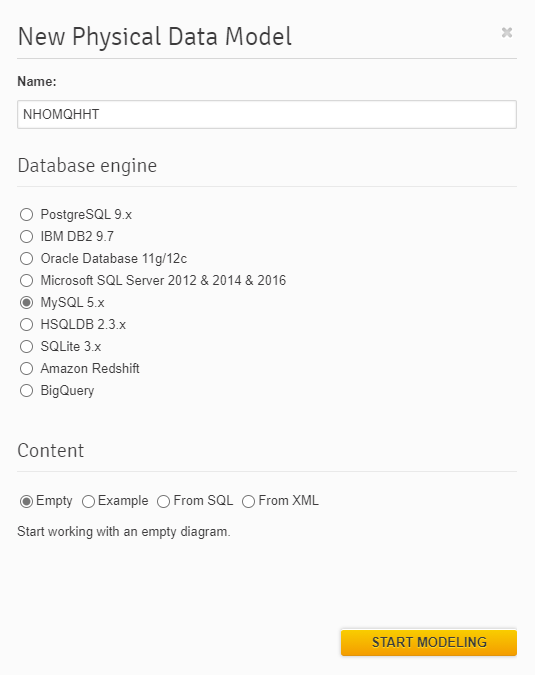 New Physical Data Model
Name:
NHOMQHHT
Database engine
PostgreSQL 9.x
IBM DB2 9.7
Oracle Database 11g/12c
Microsoft SQL Server 2012 & 2014 & 2016
MySQL 5.x
HSQLDB 2.3.x
SQLite 3.x
Amazon Redshift
BigQuery
Content
Empty Example From SQL From XML
Start working with an empty diagram.
START MODELING